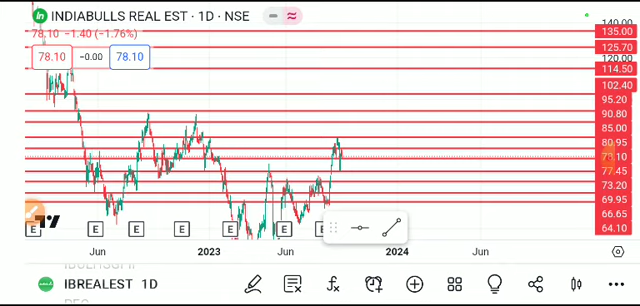 INDIABULLS REAL EST · 1D · NSE
78.10 −1.40 (−1.76%)
78.10 −0.00 78.10
140.00
135.00
125.70
114.50
102.40
95.20
90.80
85.00
80.95
78.10
77.45
73.20
69.95
66.65
64.10
E E E E E E E
Jun 2023 Jun 2024 Jun
IBREALEST 1D